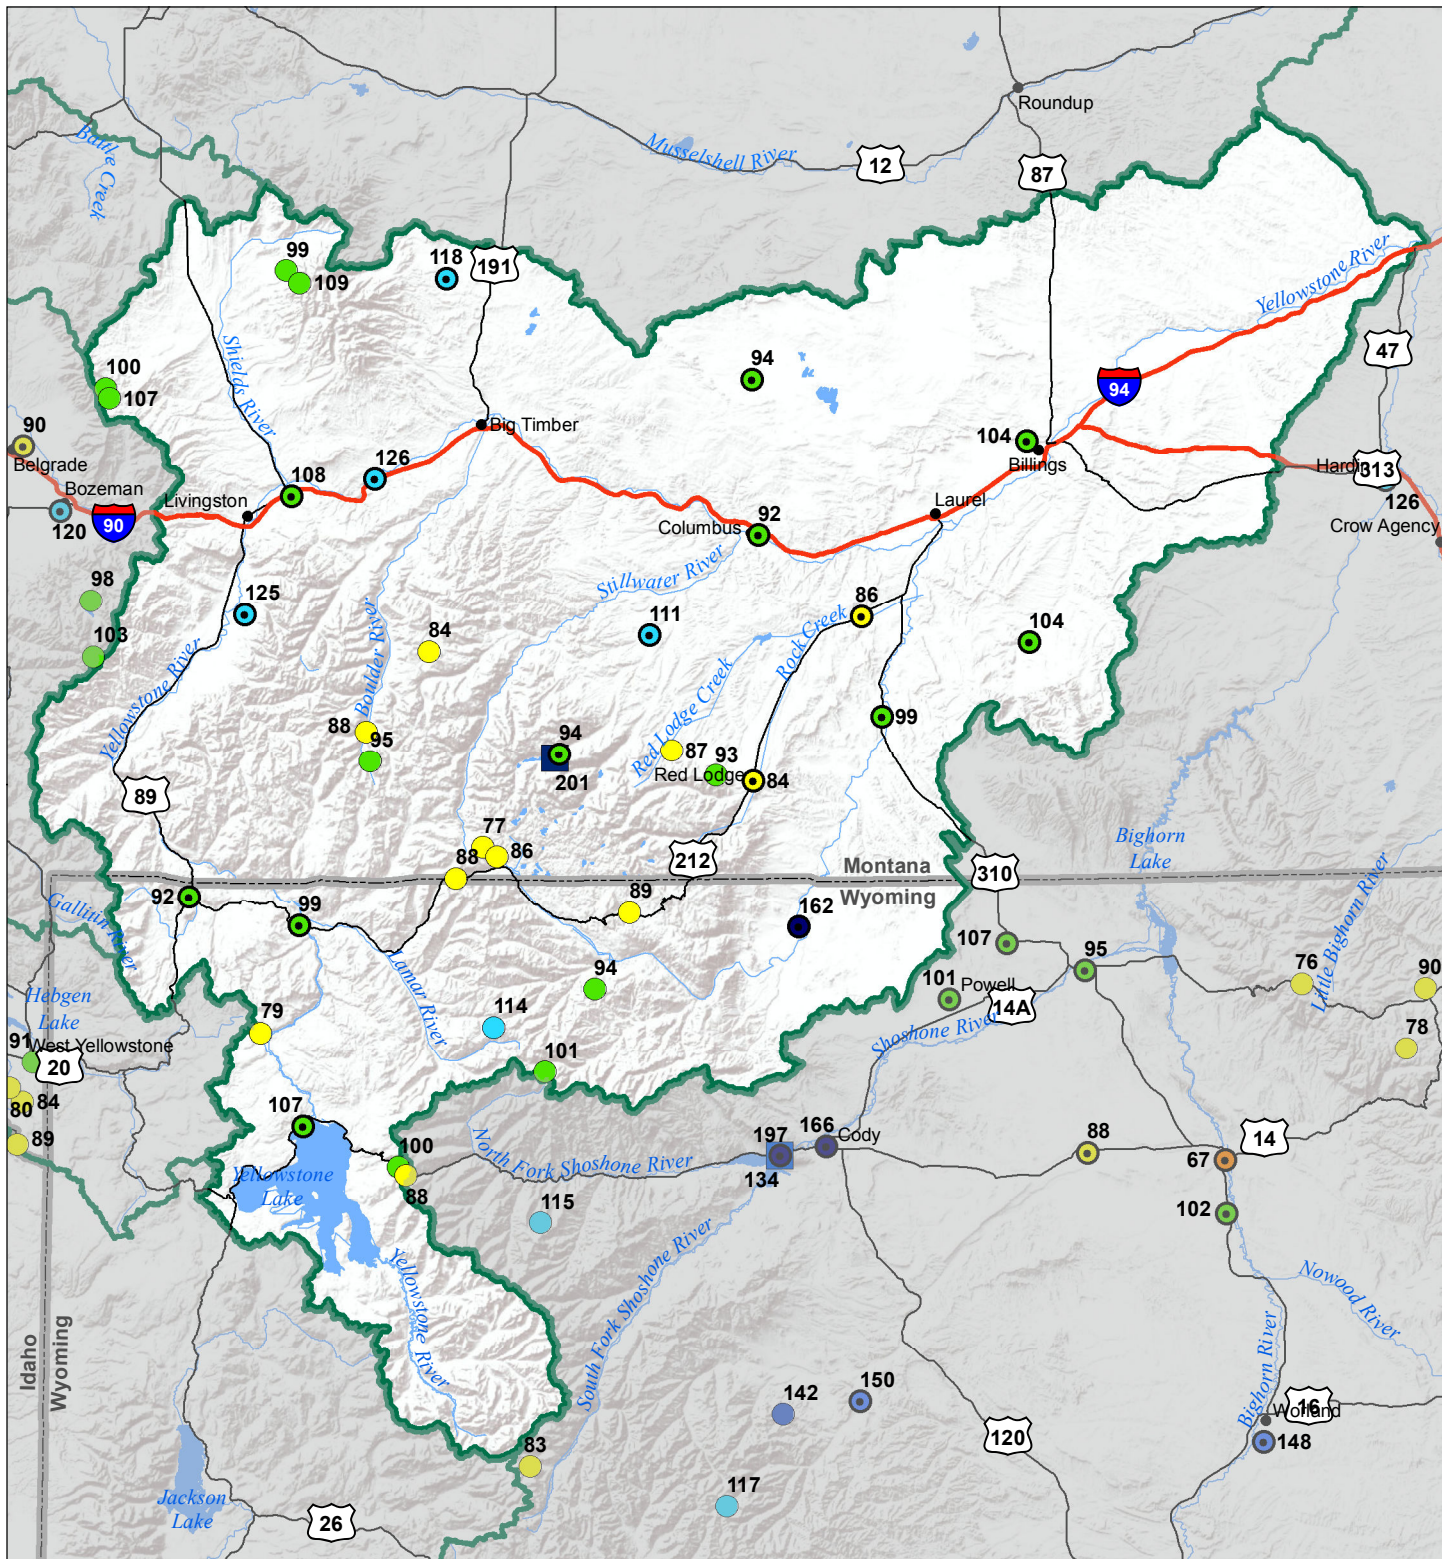 Roundup
Battle
Creek
Musselshell River
12
87
99
109
118
191
Yellowstone River
Shields River
47
94
94
100
107
90
Belgrade
Big Timber
104
Billings
Hardin
313
126
Bozeman
120
90
Livingston
108
126
Laurel
Columbus
92
Crow Agency
98
103
125
Stillwater River
111
86
104
Boulder River
84
Rock Creek
Red Lodge Creek
Yellowstone River
88
95
94
201
87
93
Red Lodge
84
99
89
77
86
88
212
Montana
Wyoming
310
Bighorn
Lake
Little Bighorn River
92
99
89
162
Gallitin River
107
95
76
90
Lamar River
94
101
Powell
14A
Hebgen
Lake
79
114
Shoshone River
78
91
West Yellowstone
20
101
80
84
89
107
North Fork Shoshone River
197
134
166
Cody
88
14
67
100
88
Yellowstone
Lake
115
102
South Fork Shoshone River
Yellowstone River
Nowood River
Idaho
Wyoming
Bighorn River
142
150
16
Worland
148
120
83
117
Jackson
Lake
26